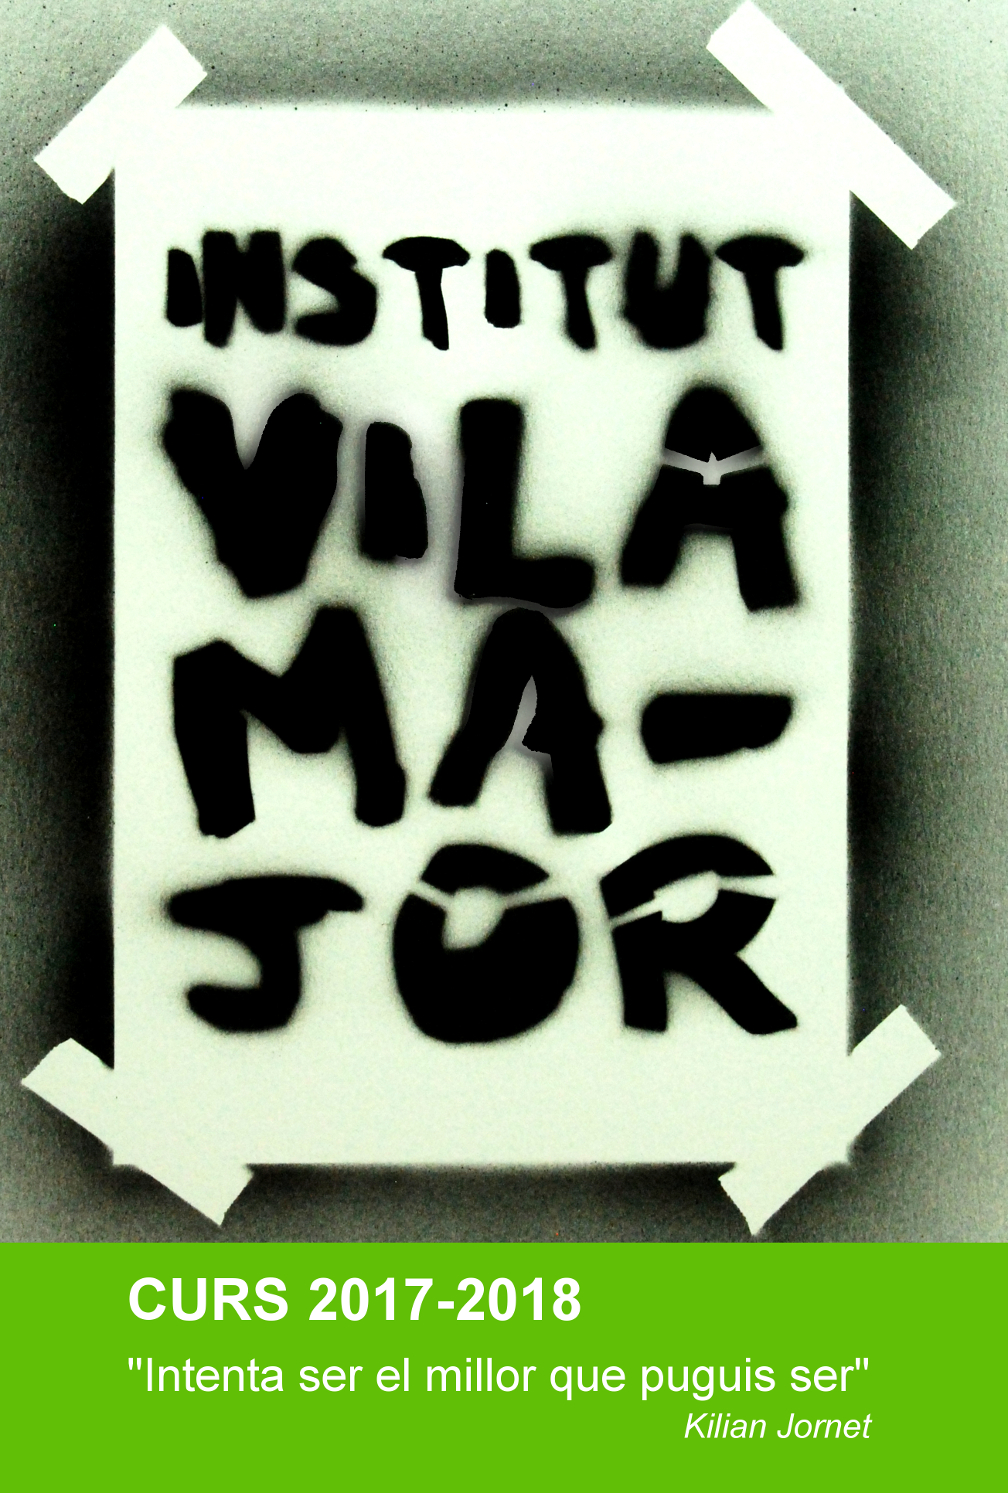 INSTITUT
VILA
MA-
JOR
CURS 2017-2018
"Intenta ser el millor que puguis ser"
Kilian Jornet